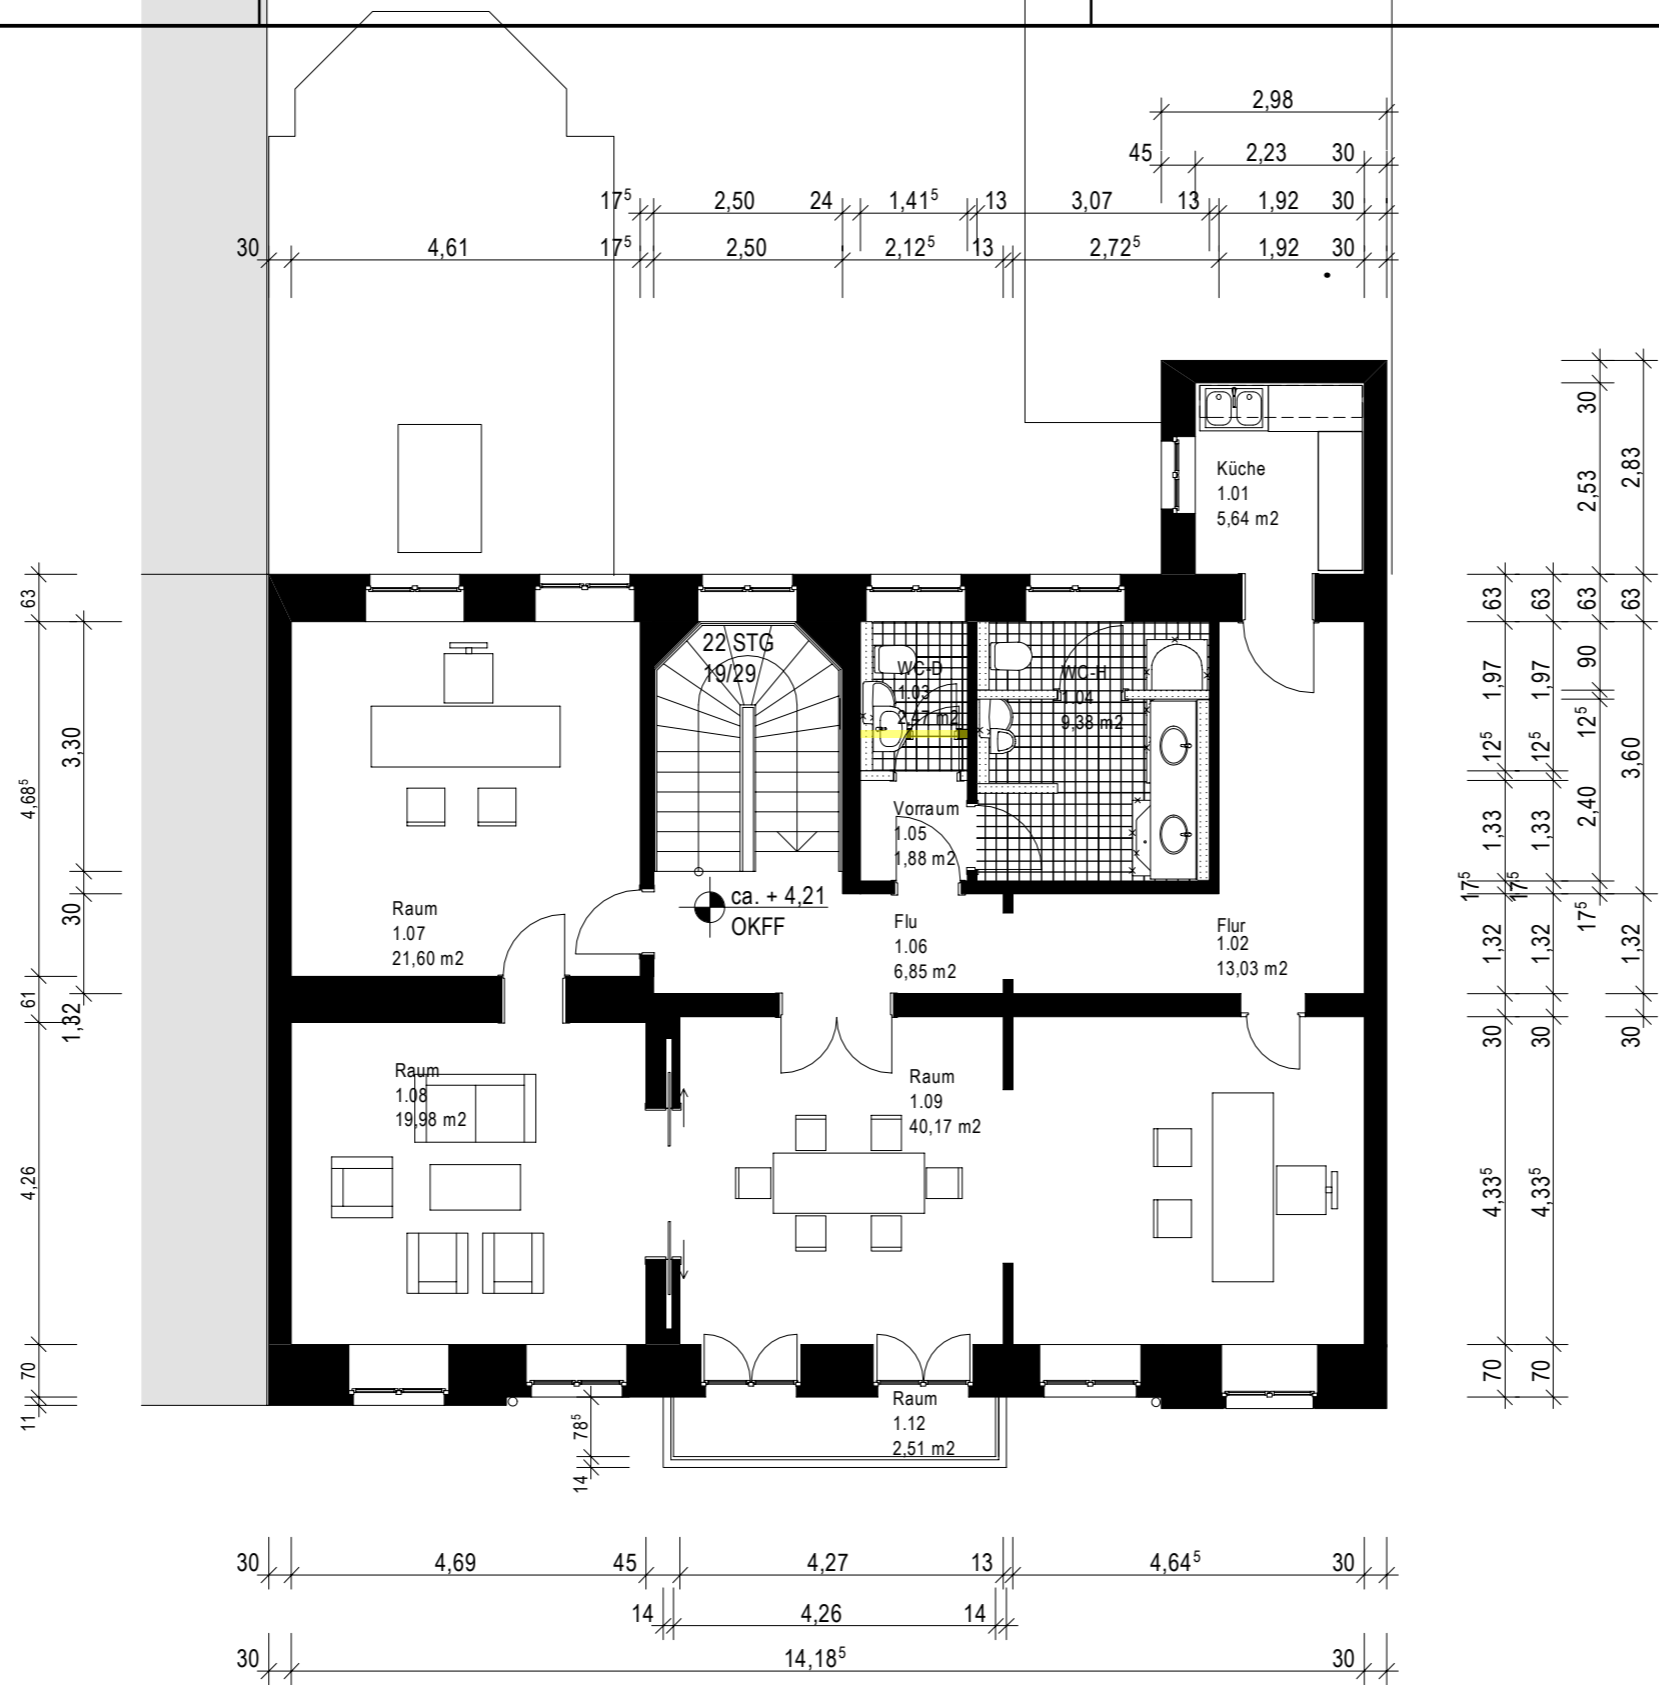 2,98
45 2,23 30
17⁵ 2,50 24 1,41⁵ 13 3,07 13 1,92 30
30 4,61 17⁵ 2,50 2,12⁵ 13 2,72⁵ 1,92 30
Küche
1.01
5,64 m2
22 STG
19/29
WC-D
1.03
2,47 m2
WC-H
1.04
9,38 m2
Vorraum
1.05
1,88 m2
ca. + 4,21
OKFF
Raum
1.07
21,60 m2
Flu
1.06
6,85 m2
Flur
1.02
13,03 m2
Raum
1.08
19,98 m2
Raum
1.09
40,17 m2
Raum
1.12
2,51 m2
63
4,68⁵
61
4,26
70
11
3,30
30
1,32
78⁵
14
63
1,97
12⁵
1,33
17⁵
1,32
30
4,33⁵
70
63
1,97
12⁵
1,33
17⁵
1,32
30
4,33⁵
70
30
2,53
63
90
12⁵
2,40
17⁵
2,83
63
3,60
1,32
30
30 4,69 45 4,27 13 4,64⁵ 30
14 4,26 14
30 14,18⁵ 30